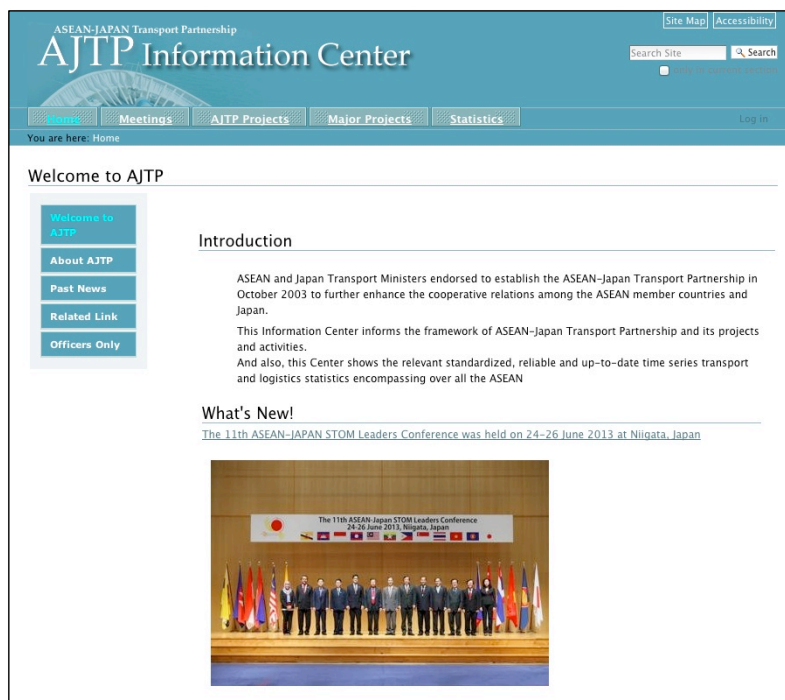 Site Map Accessibility
ASEAN-JAPAN Transport Partnership
AJTP Information Center
Search Site Search
only in current section
Home Meetings AJTP Projects Major Projects Statistics Log in
You are here: Home
Welcome to AJTP
Welcome to
AJTP
About AJTP
Past News
Related Link
Officers Only
Introduction
ASEAN and Japan Transport Ministers endorsed to establish the ASEAN-Japan Transport Partnership in
October 2003 to further enhance the cooperative relations among the ASEAN member countries and
Japan.
This Information Center informs the framework of ASEAN-Japan Transport Partnership and its projects
and activities.
And also, this Center shows the relevant standardized, reliable and up-to-date time series transport
and logistics statistics encompassing over all the ASEAN
What's New!
The 11th ASEAN-JAPAN STOM Leaders Conference was held on 24-26 June 2013 at Niigata, Japan
The 11th ASEAN-Japan STOM Leaders Conference
24-26 June 2013, Niigata, Japan